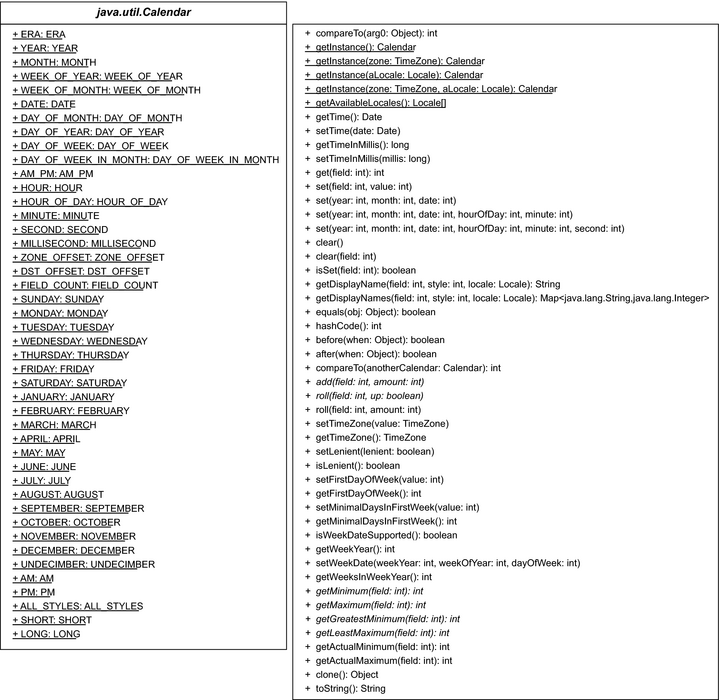 java.util.Calendar
+ ERA: ERA
+ YEAR: YEAR
+ MONTH: MONTH
+ WEEK_OF_YEAR: WEEK_OF_YEAR
+ WEEK_OF_MONTH: WEEK_OF_MONTH
+ DATE: DATE
+ DAY_OF_MONTH: DAY_OF_MONTH
+ DAY_OF_YEAR: DAY_OF_YEAR
+ DAY_OF_WEEK: DAY_OF_WEEK
+ DAY_OF_WEEK_IN_MONTH: DAY_OF_WEEK_IN_MONTH
+ AM_PM: AM_PM
+ HOUR: HOUR
+ HOUR_OF_DAY: HOUR_OF_DAY
+ MINUTE: MINUTE
+ SECOND: SECOND
+ MILLISECOND: MILLISECOND
+ ZONE_OFFSET: ZONE_OFFSET
+ DST_OFFSET: DST_OFFSET
+ FIELD_COUNT: FIELD_COUNT
+ SUNDAY: SUNDAY
+ MONDAY: MONDAY
+ TUESDAY: TUESDAY
+ WEDNESDAY: WEDNESDAY
+ THURSDAY: THURSDAY
+ FRIDAY: FRIDAY
+ SATURDAY: SATURDAY
+ JANUARY: JANUARY
+ FEBRUARY: FEBRUARY
+ MARCH: MARCH
+ APRIL: APRIL
+ MAY: MAY
+ JUNE: JUNE
+ JULY: JULY
+ AUGUST: AUGUST
+ SEPTEMBER: SEPTEMBER
+ OCTOBER: OCTOBER
+ NOVEMBER: NOVEMBER
+ DECEMBER: DECEMBER
+ UNDECIMBER: UNDECIMBER
+ AM: AM
+ PM: PM
+ ALL_STYLES: ALL_STYLES
+ SHORT: SHORT
+ LONG: LONG
+ compareTo(arg0: Object): int
+ getInstance(): Calendar
+ getInstance(zone: TimeZone): Calendar
+ getInstance(aLocale: Locale): Calendar
+ getInstance(zone: TimeZone, aLocale: Locale): Calendar
+ getAvailableLocales(): Locale[]
+ getTime(): Date
+ setTime(date: Date)
+ getTimeInMillis(): long
+ setTimeInMillis(millis: long)
+ get(field: int): int
+ set(field: int, value: int)
+ set(year: int, month: int, date: int)
+ set(year: int, month: int, date: int, hourOfDay: int, minute: int)
+ set(year: int, month: int, date: int, hourOfDay: int, minute: int, second: int)
+ clear()
+ clear(field: int)
+ isSet(field: int): boolean
+ getDisplayName(field: int, style: int, locale: Locale): String
+ getDisplayNames(field: int, style: int, locale: Locale): Map<java.lang.String,java.lang.Integer>
+ equals(obj: Object): boolean
+ hashCode(): int
+ before(when: Object): boolean
+ after(when: Object): boolean
+ compareTo(anotherCalendar: Calendar): int
+ add(field: int, amount: int)
+ roll(field: int, up: boolean)
+ roll(field: int, amount: int)
+ setTimeZone(value: TimeZone)
+ getTimeZone(): TimeZone
+ setLenient(lenient: boolean)
+ isLenient(): boolean
+ setFirstDayOfWeek(value: int)
+ getFirstDayOfWeek(): int
+ setMinimalDaysInFirstWeek(value: int)
+ getMinimalDaysInFirstWeek(): int
+ isWeekDateSupported(): boolean
+ getWeekYear(): int
+ setWeekDate(weekYear: int, weekOfYear: int, dayOfWeek: int)
+ getWeeksInWeekYear(): int
+ getMinimum(field: int): int
+ getMaximum(field: int): int
+ getGreatestMinimum(field: int): int
+ getLeastMaximum(field: int): int
+ getActualMinimum(field: int): int
+ getActualMaximum(field: int): int
+ clone(): Object
+ toString(): String